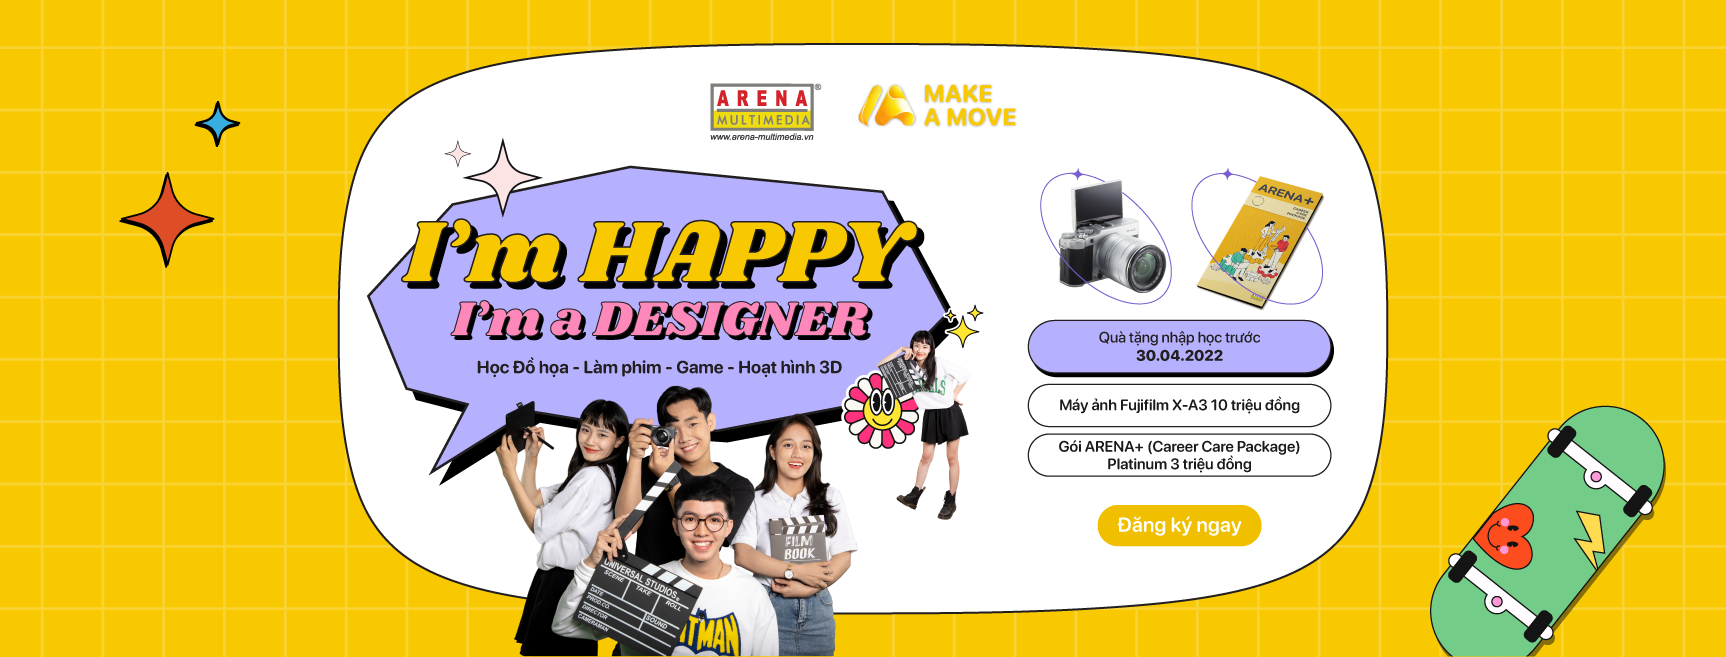 ARENA
MULTIMEDIA
®
www.arena-multimedia.vn
MAKE
A MOVE
I'm HAPPY
I'm a DESIGNER
Học Đồ họa - Làm phim - Game - Hoạt hình 3D
ARENA+
CAREER
CARE
PACKAGE
Quà tặng nhập học trước
30.04.2022
Máy ảnh Fujifilm X-A3 10 triệu đồng
Gói ARENA+ (Career Care Package)
Platinum 3 triệu đồng
Đăng ký ngay
FILM
BOOK
UNIVERSAL STUDIOS
SCENE TAKE ROLL
DATE
PROD.CO.
DIRECTOR
CAMERAMAN
SOUND
TMAN